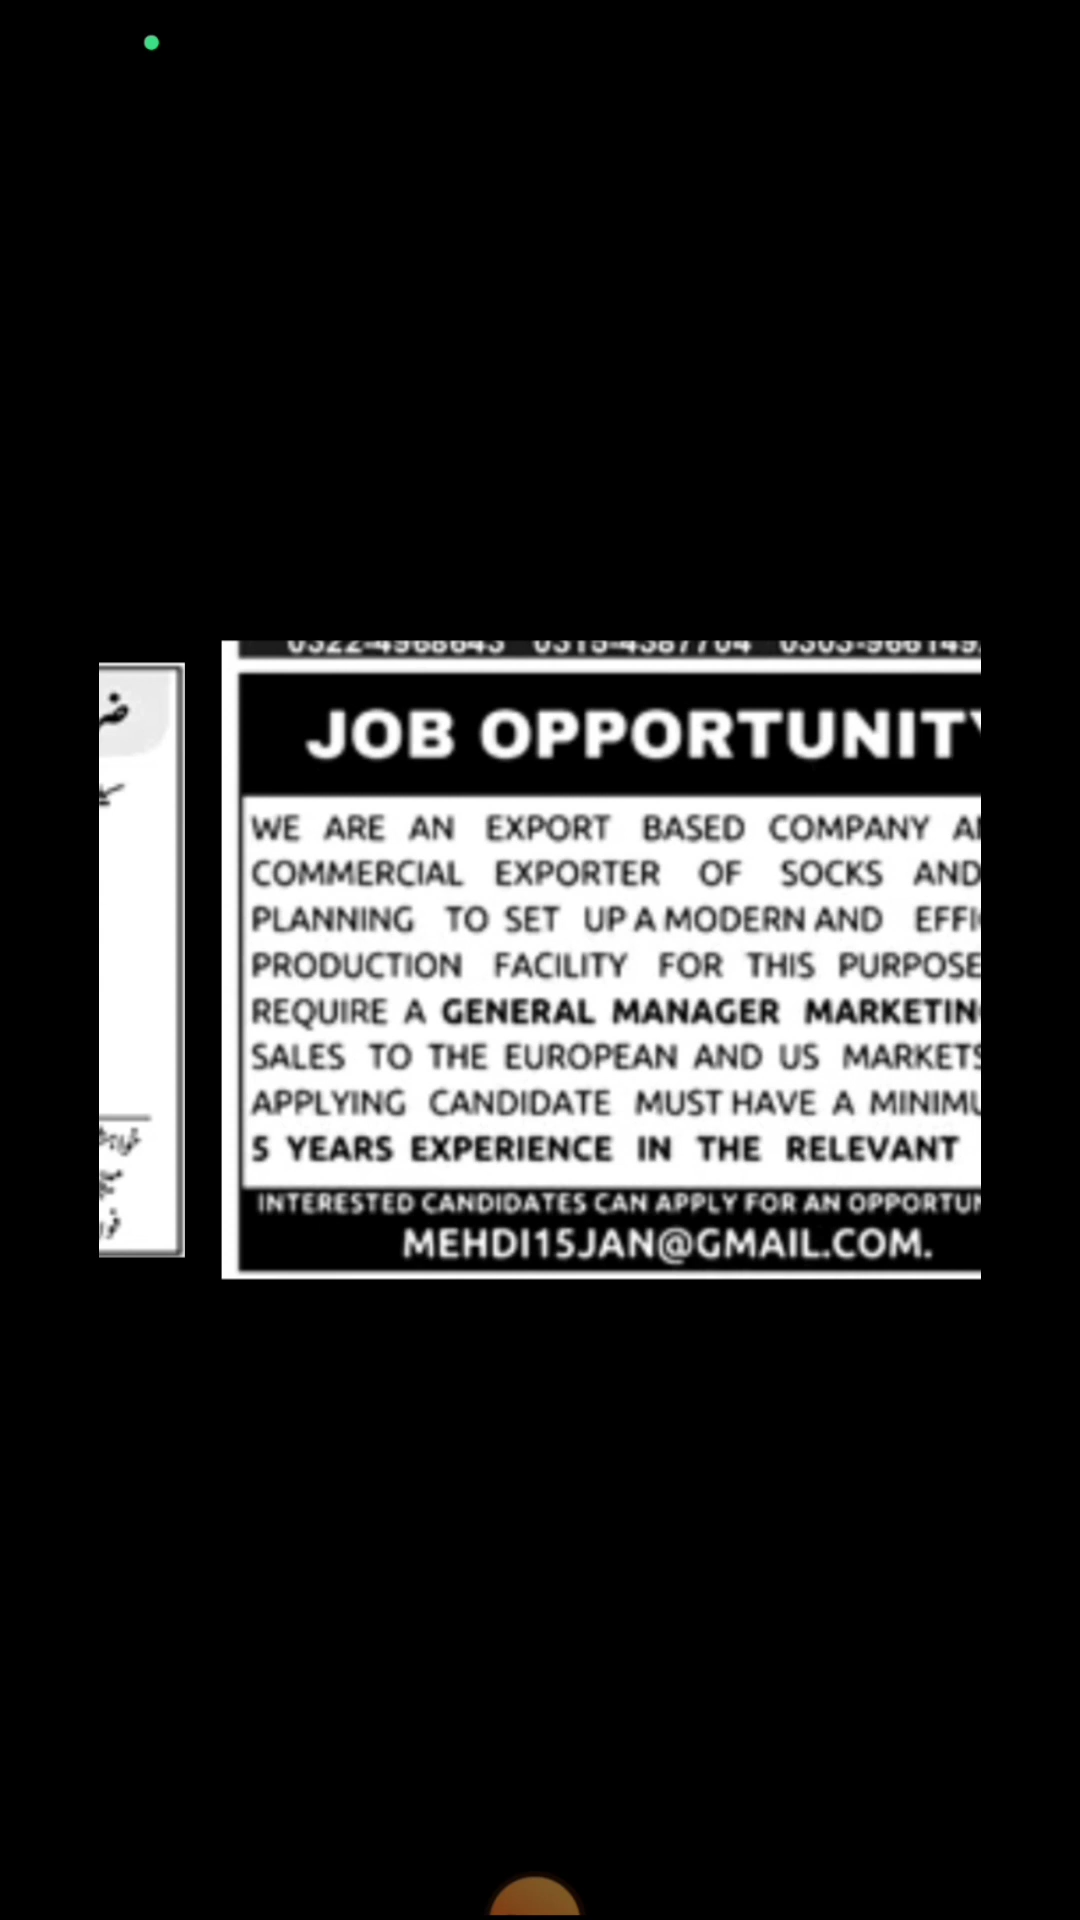 JOB OPPORTUNITY
WE ARE AN EXPORT BASED COMPANY
COMMERCIAL EXPORTER OF SOCKS AND
PLANNING TO SET UP A MODERN AND
PRODUCTION FACILITY FOR THIS PURPOSE
REQUIRE A GENERAL MANAGER
SALES TO THE EUROPEAN AND US MARKETS
APPLYING CANDIDATE MUST HAVE A
5 YEARS EXPERIENCE IN THE RELEVANT
INTERESTED CANDIDATES CAN APPLY FOR AN
MEHDI15JAN@GMAIL.COM.